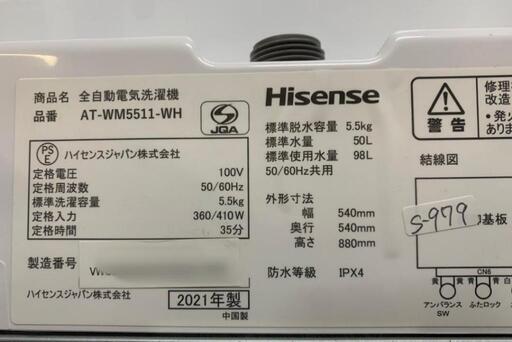 商品名 全自動電気洗濯機
品番 AT-WM5511-WH
JQA
PSE
ハイセンスジャパン株式会社
定格電圧 100V
定格周波数 50/60Hz
標準洗濯容量 5.5kg
定格入力 360/410W
定格時間 35分
製造番号
ハイセンスジャパン株式会社
2021年製
中国製
Hisense
標準脱水容量 5.5kg
標準水量 50L
標準使用水量 98L
50/60Hz共用
外形寸法
幅 540mm
奥行 540mm
高さ 880mm
防水等級 IPX4
警告
修理
改造
・発火
あります
結線図
S-979
基板
CN6
黄 黄 青 青 白
アンバランス ふたロック
SW